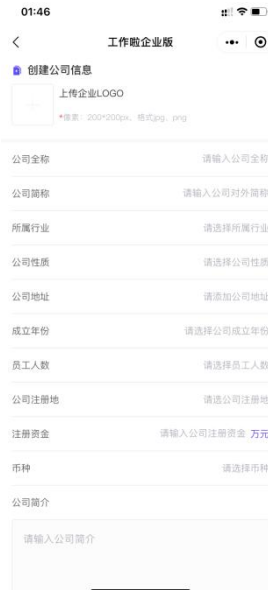 01:46
工作啦企业版
创建公司信息
上传企业LOGO
*像素：200*200px，格式jpg、png
公司全称 请输入公司全称
公司简称 请输入公司对外简称
所属行业 请选择所属行业
公司性质 请选择公司性质
公司地址 请添加公司地址
成立年份 请选择公司成立年份
员工人数 请选择员工人数
公司注册地 请选公司注册地
注册资金 请输入公司注册资金 万元
币种 请选择币种
公司简介
请输入公司简介